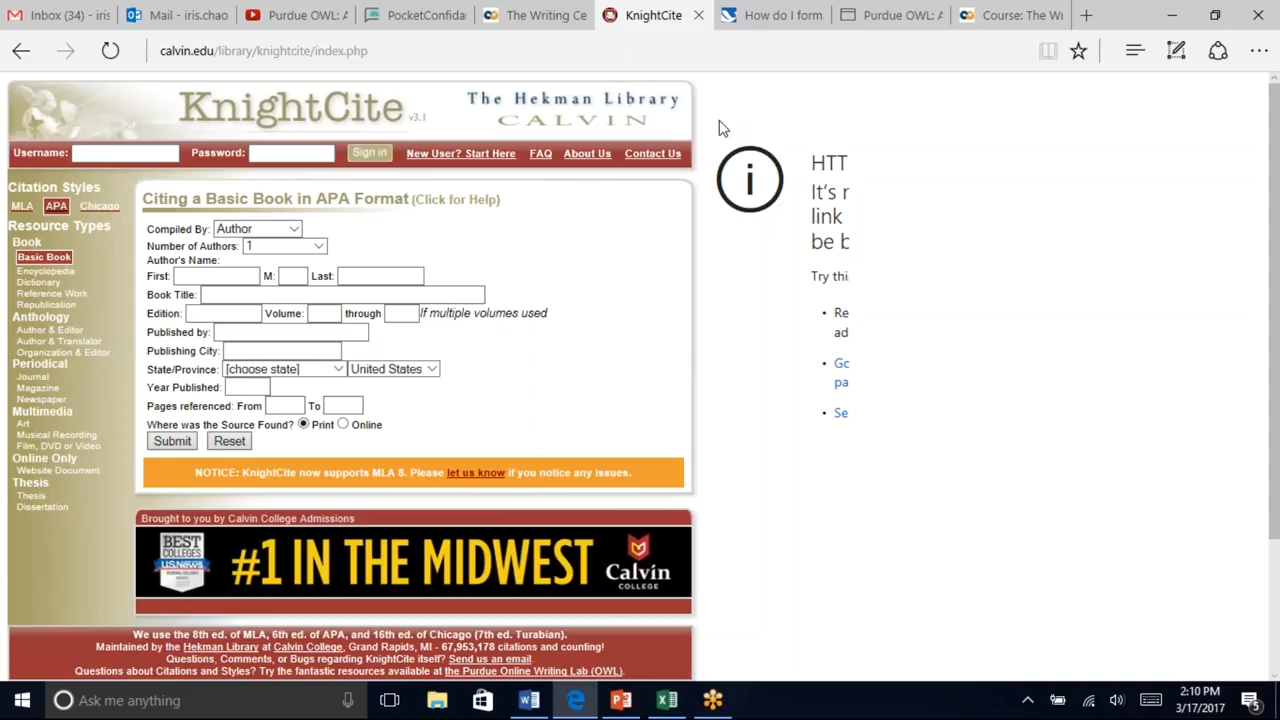 Inbox (34) - iris
Mail - iris.chao
Purdue OWL: A
PocketConfida
The Writing Ce
KnightCite
How do I form
Purdue OWL: A
Course: The Wi
calvin.edu/library/knightcite/index.php
KnightCite v3.1
The Hekman Library
CALVIN
Username:
Password:
Sign in
New User? Start Here
FAQ
About Us
Contact Us
Citation Styles
MLA APA Chicago
Resource Types
Book
Basic Book
Encyclopedia
Dictionary
Reference Work
Republication
Anthology
Author & Editor
Author & Translator
Organization & Editor
Periodical
Journal
Magazine
Newspaper
Multimedia
Art
Musical Recording
Film, DVD or Video
Online Only
Website Document
Thesis
Thesis
Dissertation
Citing a Basic Book in APA Format (Click for Help)
Compiled By: Author
Number of Authors: 1
Author's Name:
First: M: Last:
Book Title:
Edition: Volume: through If multiple volumes used
Published by:
Publishing City:
State/Province: [choose state] United States
Year Published:
Pages referenced: From To
Where was the Source Found? Print Online
Submit Reset
NOTICE: KnightCite now supports MLA 8. Please let us know if you notice any issues.
Brought to you by Calvin College Admissions
BEST
COLLEGES
U.S.News
#1 IN THE MIDWEST
Calvin
COLLEGE
We use the 8th ed. of MLA, 6th ed. of APA, and 16th ed. of Chicago (7th ed. Turabian).
Maintained by the Hekman Library at Calvin College, Grand Rapids, MI - 67,953,178 citations and counting!
Questions, Comments, or Bugs regarding KnightCite itself? Send us an email.
Questions about Citations and Styles? Try the fantastic resources available at the Purdue Online Writing Lab (OWL).
i
HTT
It's r
link
be b
Try thi
Re
ad
Go
pa
Se
Ask me anything
2:10 PM
3/17/2017
5